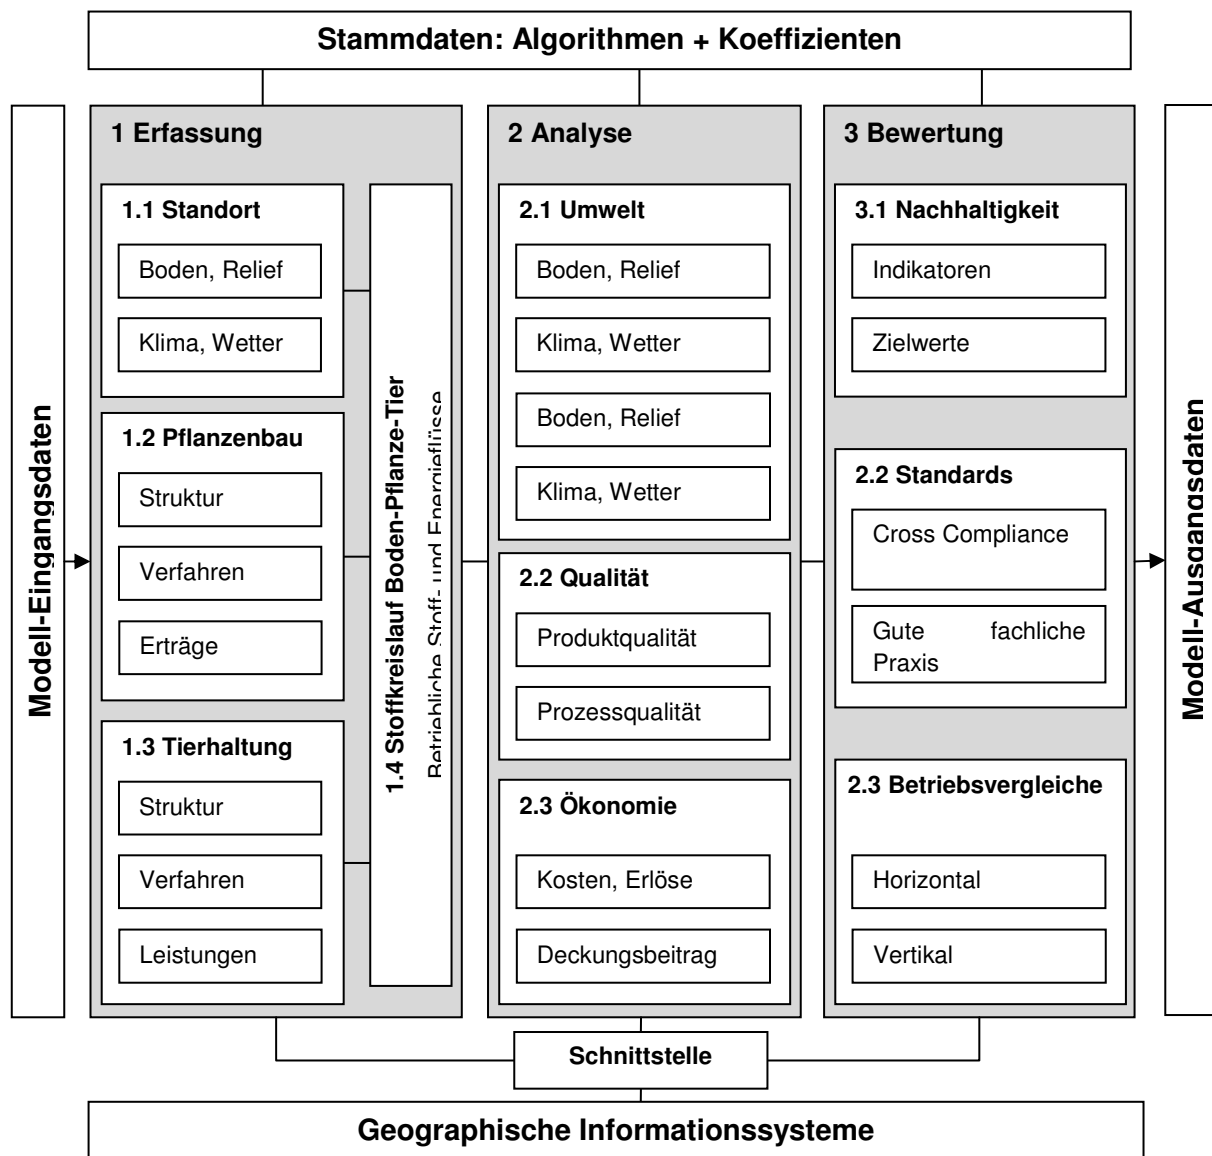 Stammdaten: Algorithmen + Koeffizienten
Modell-Eingangsdaten
1 Erfassung
1.1 Standort
Boden, Relief
Klima, Wetter
1.2 Pflanzenbau
Struktur
Verfahren
Erträge
1.3 Tierhaltung
Struktur
Verfahren
Leistungen
1.4 Stoffkreislauf Boden-Pflanze-Tier
Betriebliche Stoff- und Energieflüsse
2 Analyse
2.1 Umwelt
Boden, Relief
Klima, Wetter
Boden, Relief
Klima, Wetter
2.2 Qualität
Produktqualität
Prozessqualität
2.3 Ökonomie
Kosten, Erlöse
Deckungsbeitrag
3 Bewertung
3.1 Nachhaltigkeit
Indikatoren
Zielwerte
2.2 Standards
Cross Compliance
Gute fachliche
Praxis
2.3 Betriebsvergleiche
Horizontal
Vertikal
Modell-Ausgangsdaten
Schnittstelle
Geographische Informationssysteme